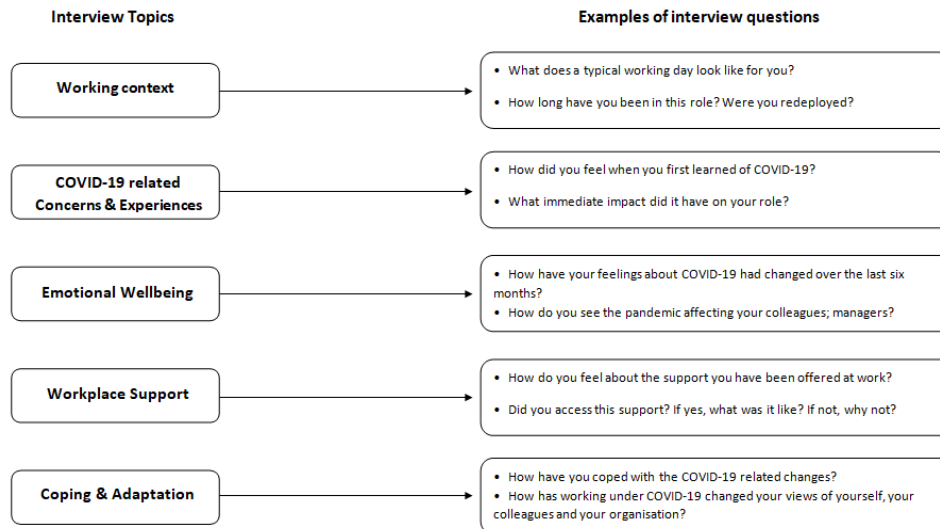 Interview Topics
Examples of interview questions
Working context
• What does a typical working day look like for you?
• How long have you been in this role? Were you redeployed?
COVID-19 related
Concerns & Experiences
• How did you feel when you first learned of COVID-19?
• What immediate impact did it have on your role?
Emotional Wellbeing
• How have your feelings about COVID-19 had changed over the last six
months?
• How do you see the pandemic affecting your colleagues; managers?
Workplace Support
• How do you feel about the support you have been offered at work?
• Did you access this support? If yes, what was it like? If not, why not?
Coping & Adaptation
• How have you coped with the COVID-19 related changes?
• How has working under COVID-19 changed your views of yourself, your
colleagues and your organisation?